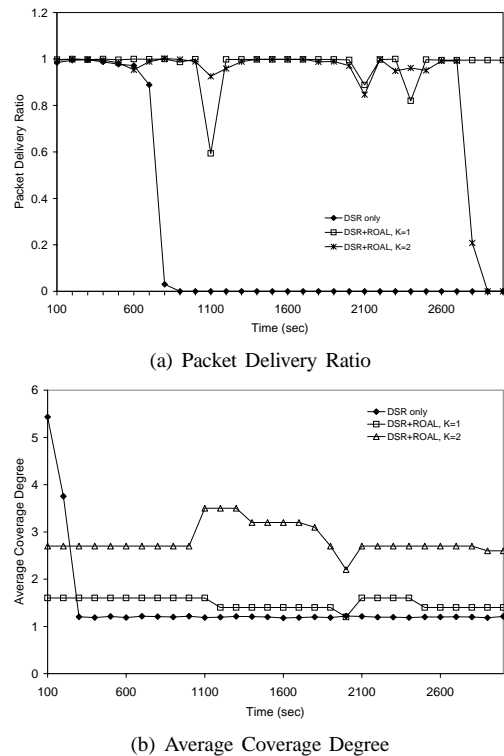 1.2
1
0.8
0.6
0.4
0.2
0
Packet Delivery Ratio
DSR only
DSR+ROAL, K=1
DSR+ROAL, K=2
100 600 1100 1600 2100 2600
Time (sec)
(a) Packet Delivery Ratio
6
5
4
3
2
1
0
Average Coverage Degree
DSR only
DSR+ROAL, K=1
DSR+ROAL, K=2
100 600 1100 1600 2100 2600
Time (sec)
(b) Average Coverage Degree